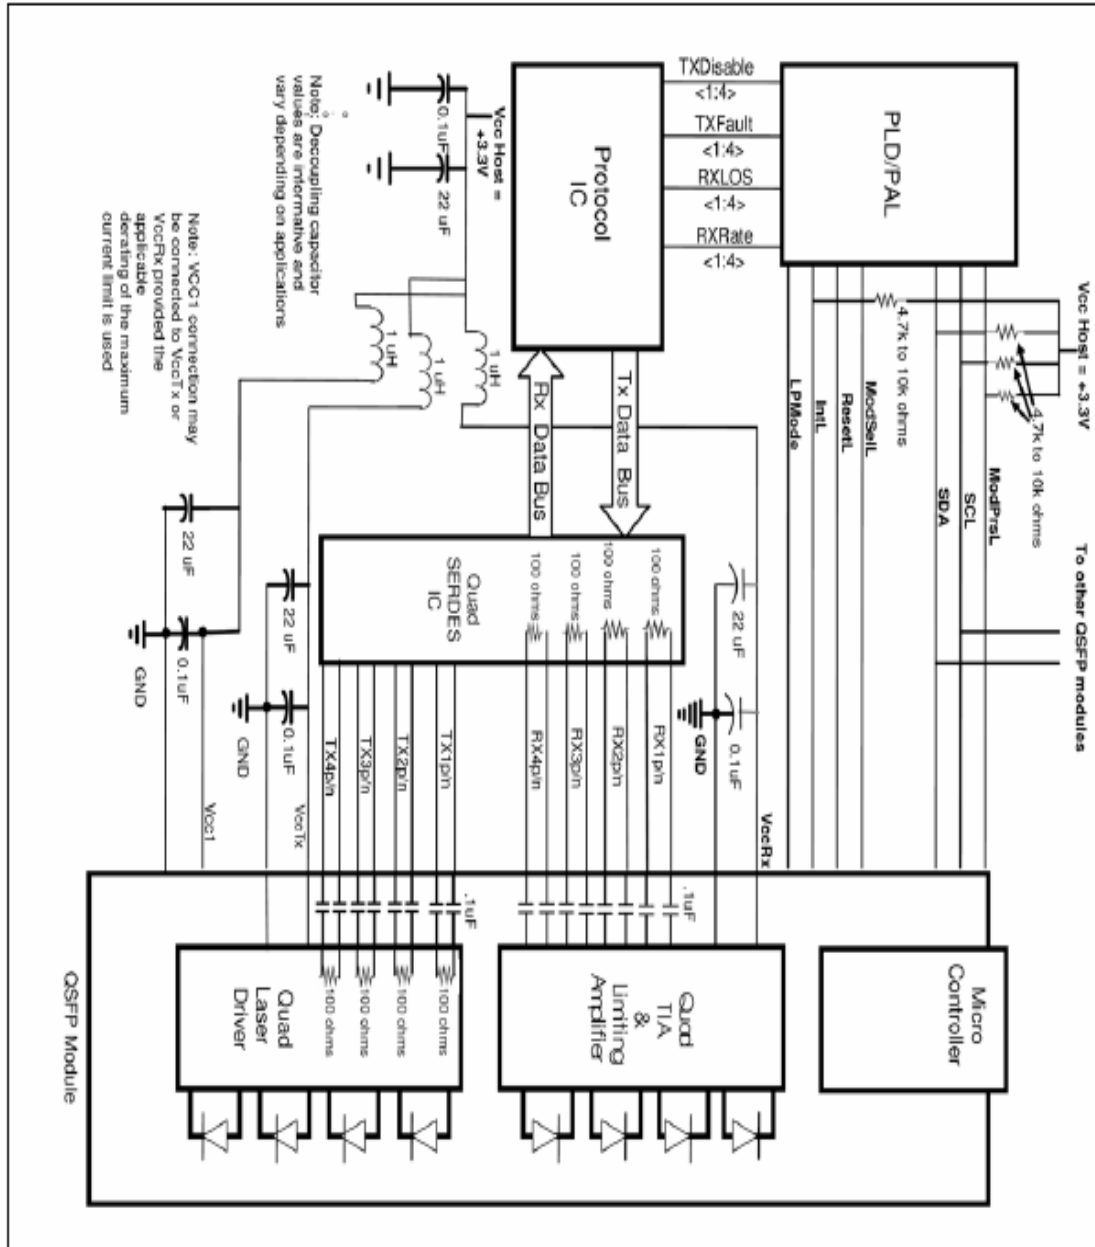 TXDisable
<1:4>
TXFault
<1:4>
RXLOS
<1:4>
RXRate
<1:4>
PLD/PAL
Protocol
IC
Vcc Host =
+3.3V
0.1uF
22 uF
Note: Decoupling capacitor
values are informative and
vary depending on applications
Note: VCC1 connection may
be connected to VccTx or
VccRx provided the
applicable
derating of the maximum
current limit is used
1 uH
1 uH
1 uH
Rx Data Bus
Tx Data Bus
LPMode
IntL
ResetL
ModSelL
4.7k to 10k ohms
Vcc Host = +3.3V
4.7k to 10k ohms
SDA
SCL
ModPrsL
To other QSFP modules
Quad
SERDES
IC
100 ohms
100 ohms
100 ohms
100 ohms
22 uF
0.1uF
GND
Vcc1
22 uF
0.1uF
GND
VccTx
22 uF
0.1uF
GND
VccRx
TX4p/n
TX3p/n
TX2p/n
TX1p/n
RX4p/n
RX3p/n
RX2p/n
RX1p/n
.1uF
.1uF
100 ohms
100 ohms
100 ohms
100 ohms
Quad
Laser
Driver
Quad
TIA
&
Limiting
Amplifier
Micro
Controller
QSFP Module